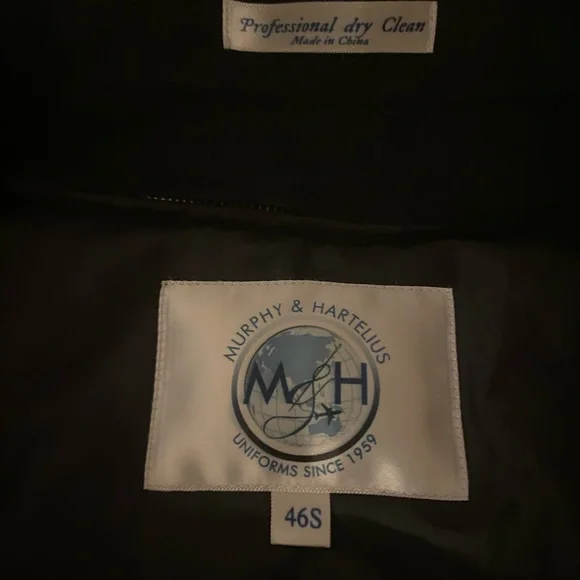 Professional dry Clean
Made in China
MURPHY & HARTELIUS
M&H
UNIFORMS SINCE 1959
46S